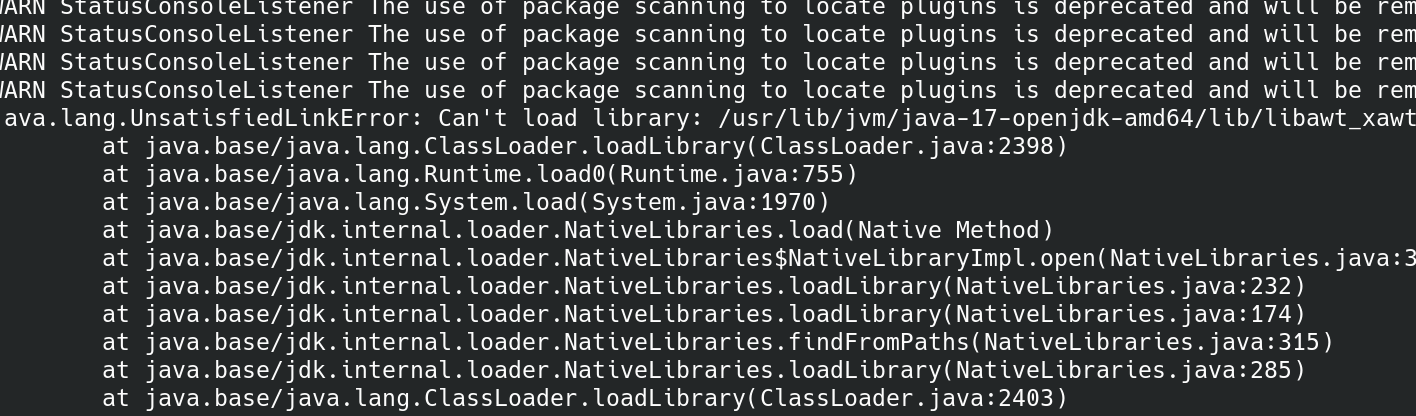 WARN StatusConsoleListener The use of package scanning to locate plugins is deprecated and will be rem
WARN StatusConsoleListener The use of package scanning to locate plugins is deprecated and will be rem
WARN StatusConsoleListener The use of package scanning to locate plugins is deprecated and will be rem
WARN StatusConsoleListener The use of package scanning to locate plugins is deprecated and will be rem
ava.lang.UnsatisfiedLinkError: Can't load library: /usr/lib/jvm/java-17-openjdk-amd64/lib/libawt_xawt
at java.base/java.lang.ClassLoader.loadLibrary(ClassLoader.java:2398)
at java.base/java.lang.Runtime.load0(Runtime.java:755)
at java.base/java.lang.System.load(System.java:1970)
at java.base/jdk.internal.loader.NativeLibraries.load(Native Method)
at java.base/jdk.internal.loader.NativeLibraries$NativeLibraryImpl.open(NativeLibraries.java:3
at java.base/jdk.internal.loader.NativeLibraries.loadLibrary(NativeLibraries.java:232)
at java.base/jdk.internal.loader.NativeLibraries.loadLibrary(NativeLibraries.java:174)
at java.base/jdk.internal.loader.NativeLibraries.findFromPaths(NativeLibraries.java:315)
at java.base/jdk.internal.loader.NativeLibraries.loadLibrary(NativeLibraries.java:285)
at java.base/java.lang.ClassLoader.loadLibrary(ClassLoader.java:2403)